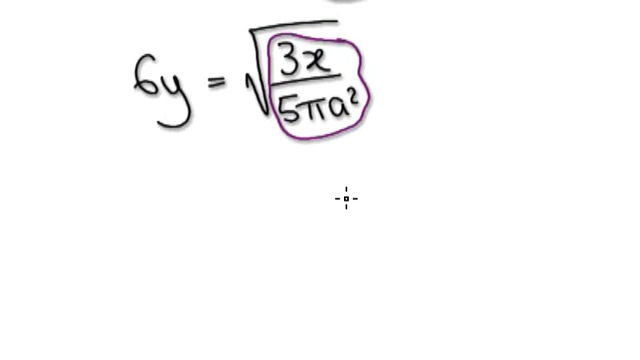 6y = √(3x / 5πa²)